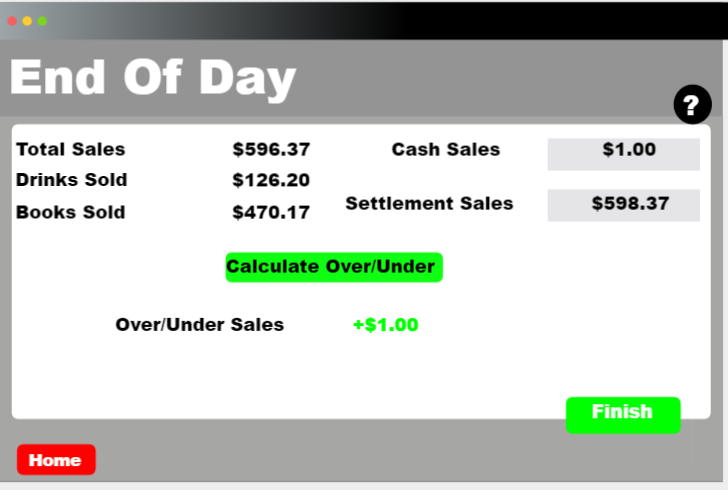 End Of Day
?
Total Sales $596.37 Cash Sales $1.00
Drinks Sold $126.20
Settlement Sales $598.37
Books Sold $470.17
Calculate Over/Under
Over/Under Sales +$1.00
Finish
Home